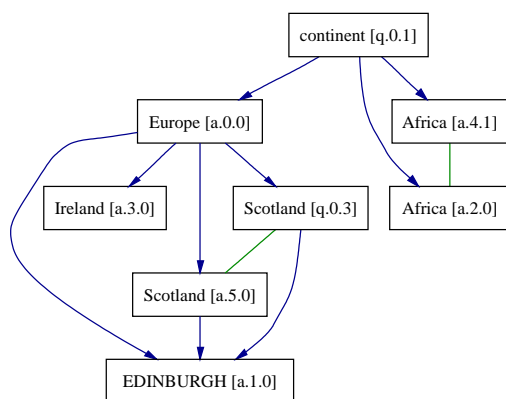 continent [q.0.1]
Europe [a.0.0]
Africa [a.4.1]
Ireland [a.3.0]
Scotland [q.0.3]
Africa [a.2.0]
Scotland [a.5.0]
EDINBURGH [a.1.0]